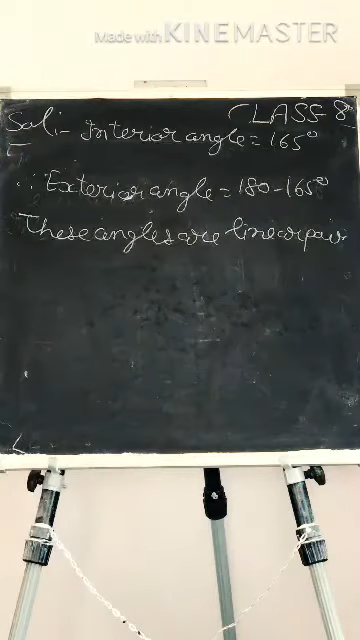 Made with KINEMASTER
CLASS 8
Sol:- Interior angle = 165°
∴ Exterior angle = 180 - 165°
These angles are linear pair